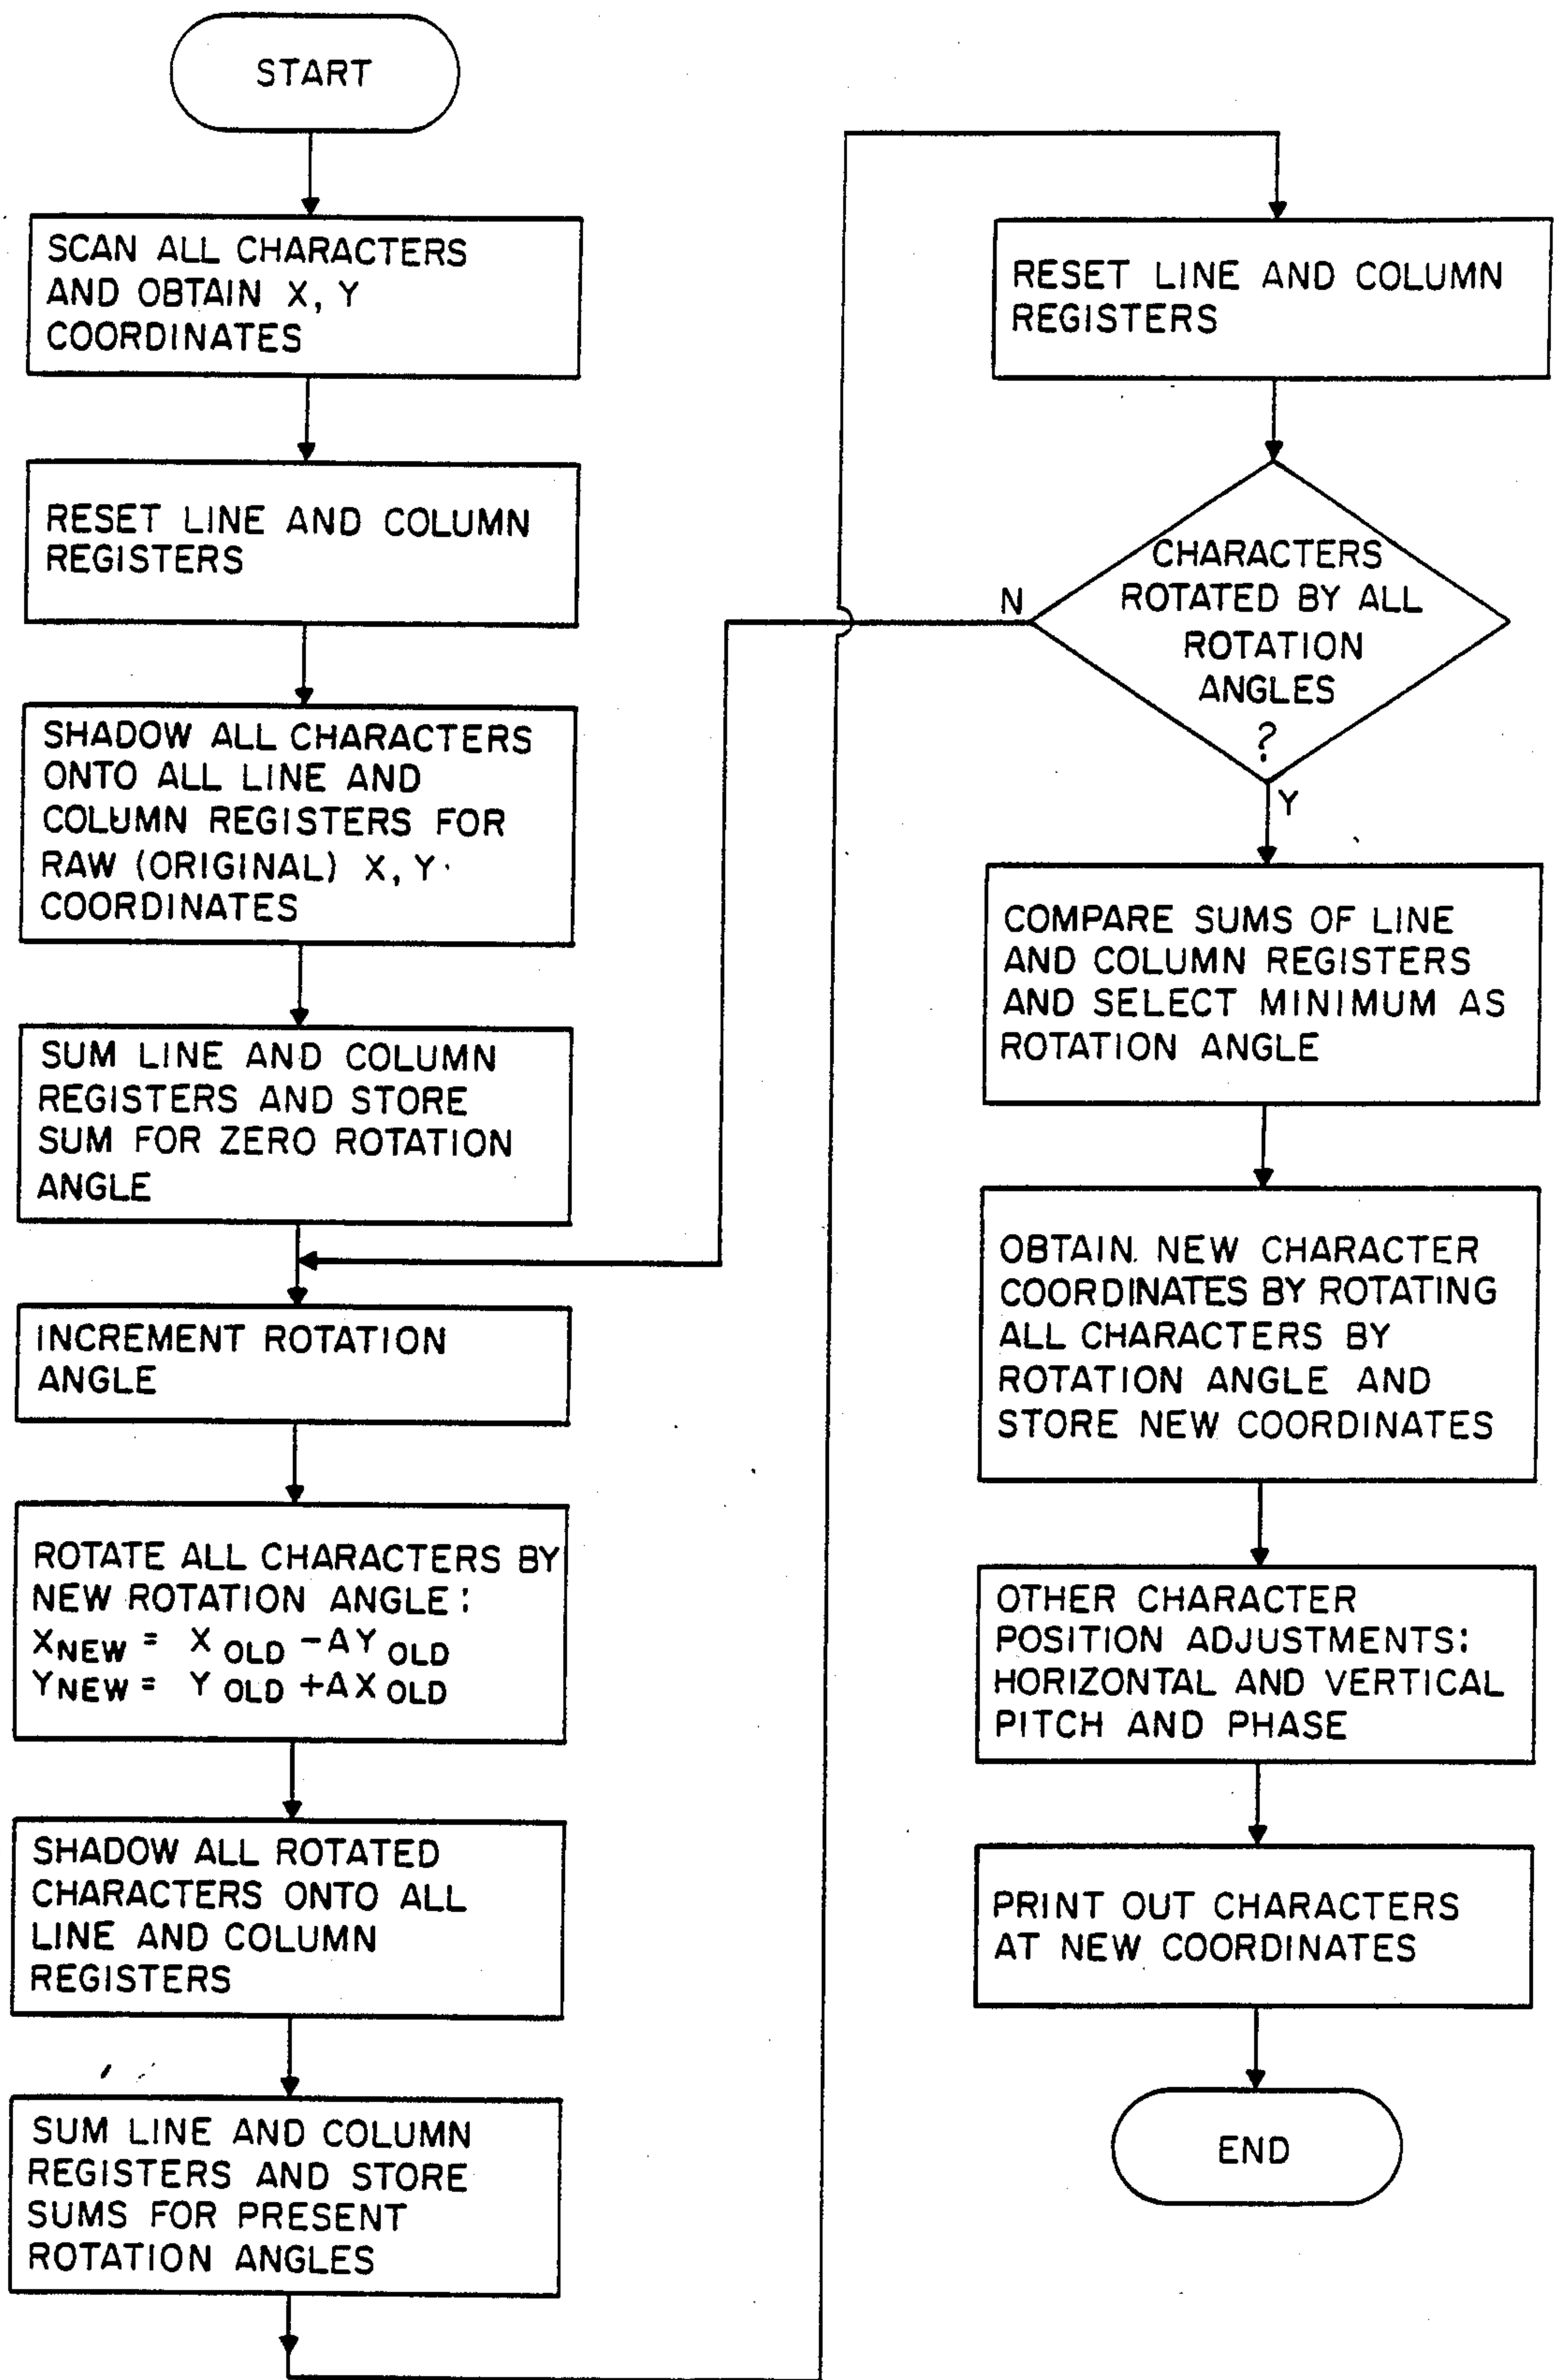 START
SCAN ALL CHARACTERS
AND OBTAIN X, Y
COORDINATES
RESET LINE AND COLUMN
REGISTERS
SHADOW ALL CHARACTERS
ONTO ALL LINE AND
COLUMN REGISTERS FOR
RAW (ORIGINAL) X, Y
COORDINATES
SUM LINE AND COLUMN
REGISTERS AND STORE
SUM FOR ZERO ROTATION
ANGLE
INCREMENT ROTATION
ANGLE
ROTATE ALL CHARACTERS BY
NEW ROTATION ANGLE:
XNEW = XOLD -AYOLD
YNEW = YOLD +AXOLD
SHADOW ALL ROTATED
CHARACTERS ONTO ALL
LINE AND COLUMN
REGISTERS
SUM LINE AND COLUMN
REGISTERS AND STORE
SUMS FOR PRESENT
ROTATION ANGLES
RESET LINE AND COLUMN
REGISTERS
CHARACTERS
ROTATED BY ALL
ROTATION
ANGLES
?
N
Y
COMPARE SUMS OF LINE
AND COLUMN REGISTERS
AND SELECT MINIMUM AS
ROTATION ANGLE
OBTAIN NEW CHARACTER
COORDINATES BY ROTATING
ALL CHARACTERS BY
ROTATION ANGLE AND
STORE NEW COORDINATES
OTHER CHARACTER
POSITION ADJUSTMENTS:
HORIZONTAL AND VERTICAL
PITCH AND PHASE
PRINT OUT CHARACTERS
AT NEW COORDINATES
END